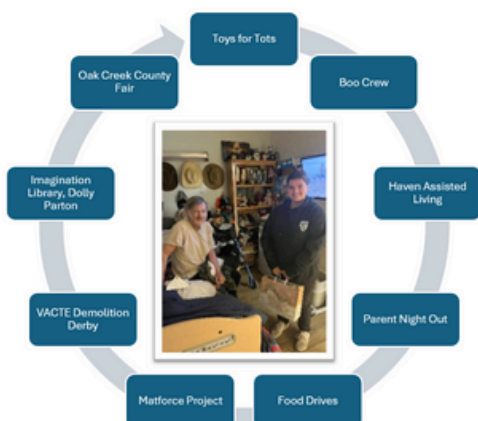 Toys for Tots
Boo Crew
Haven Assisted
Living
Parent Night Out
Food Drives
Matforce Project
VACTE Demolition
Derby
Imagination
Library, Dolly
Parton
Oak Creek County
Fair